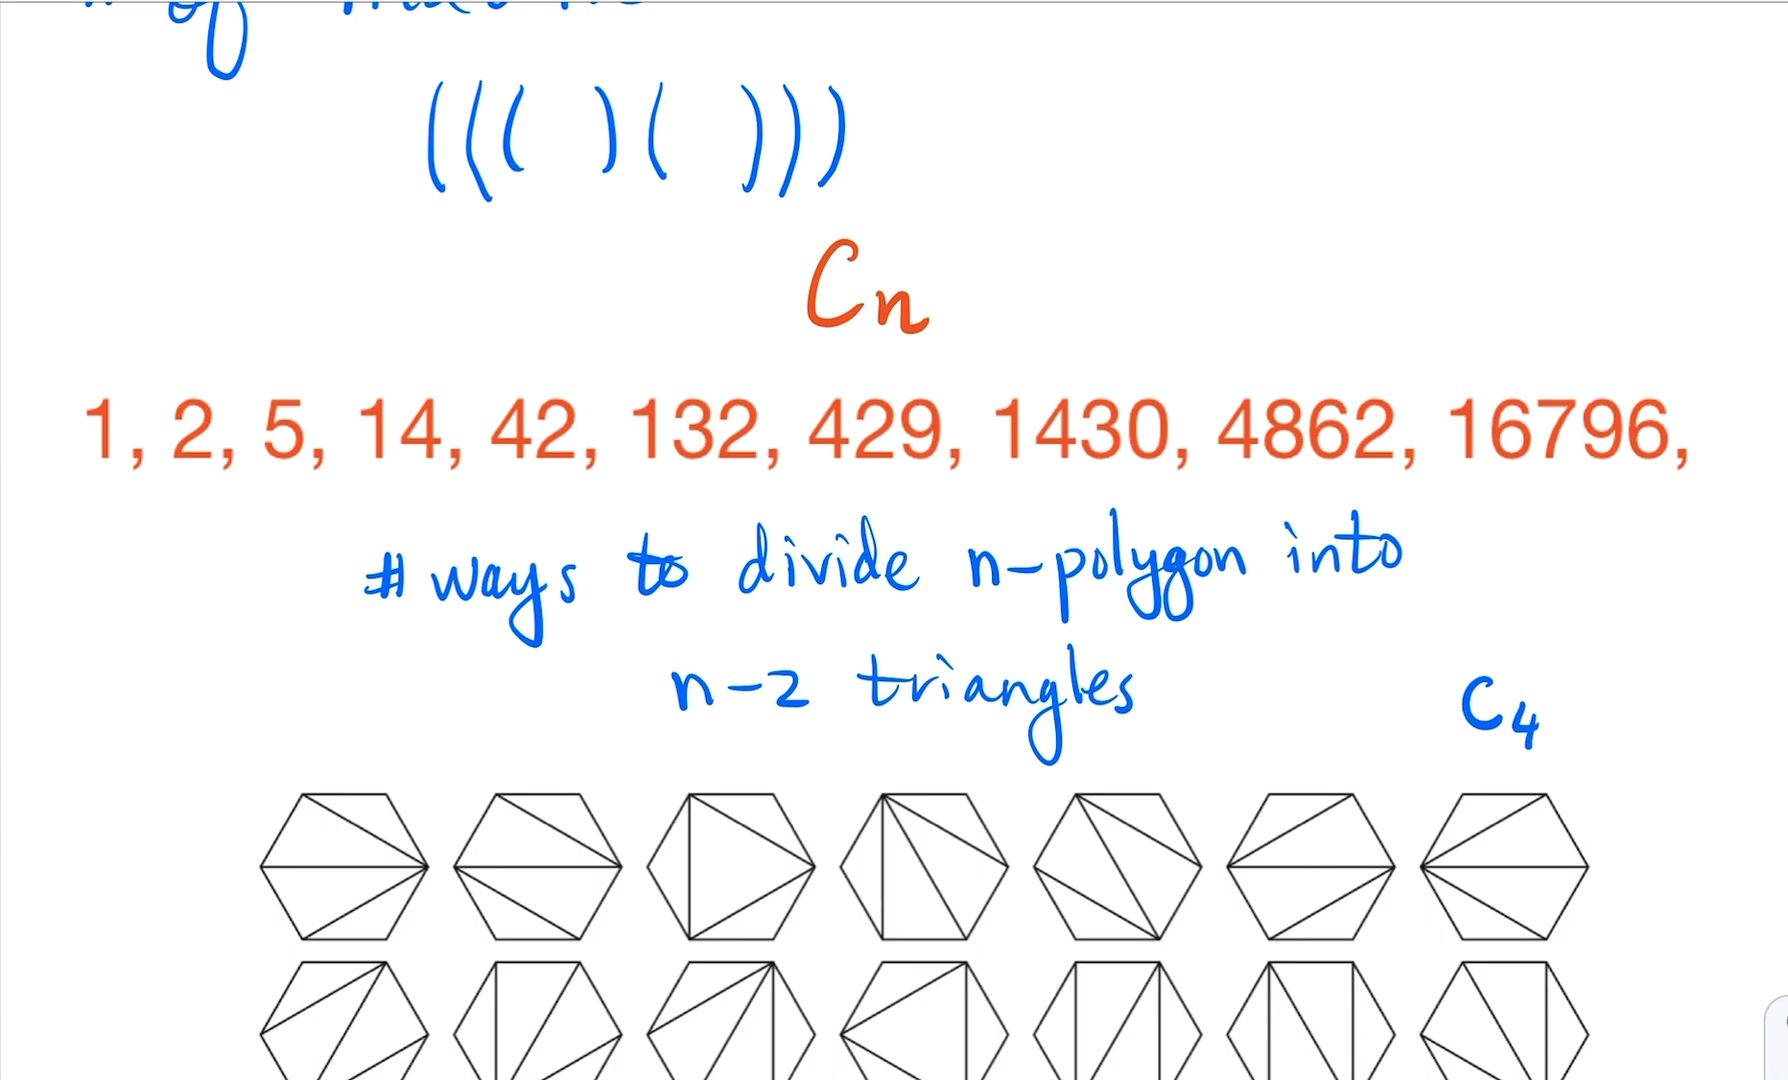 of
((( )( )))
Cn
1, 2, 5, 14, 42, 132, 429, 1430, 4862, 16796,
# ways to divide n-polygon into
n-2 triangles
C4